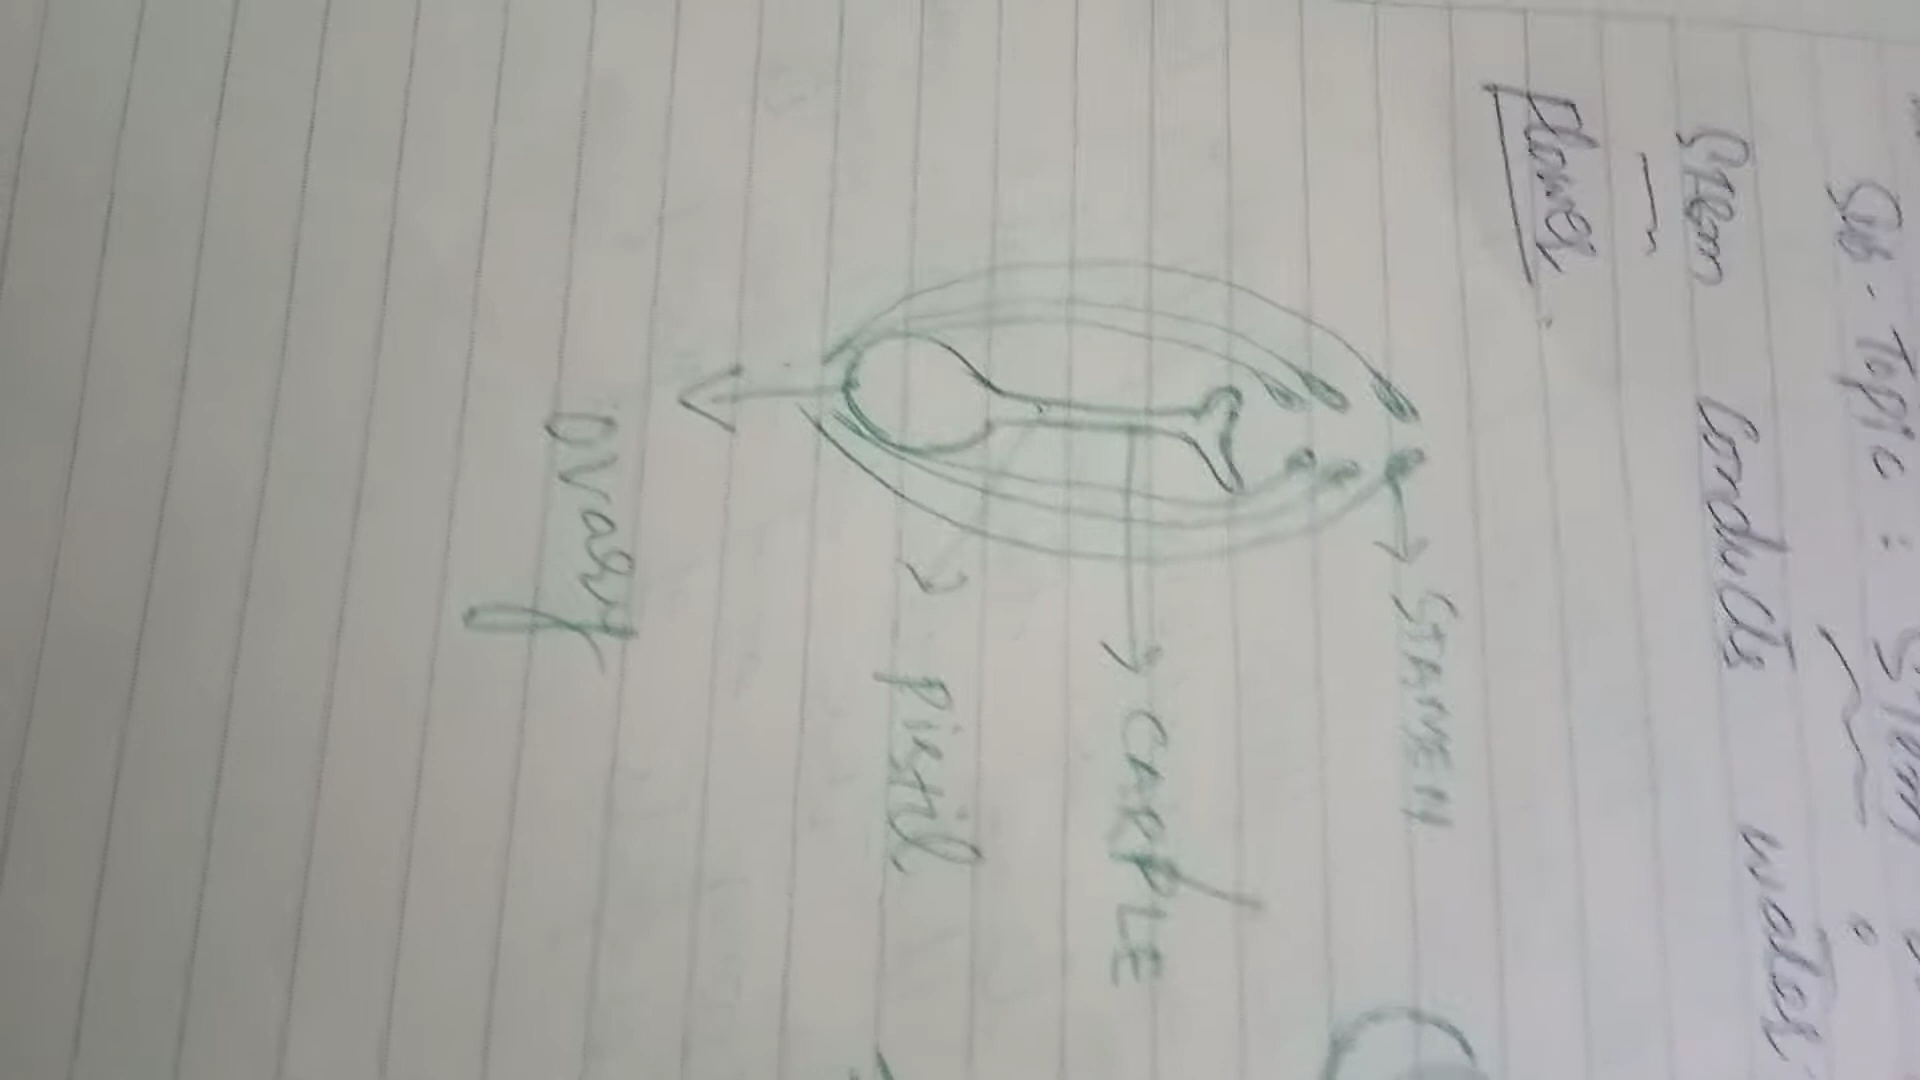 Sub-Topic : Stem
Stem Conducts water
Flower
STAMEN
CARPLE
pistil
Ovary